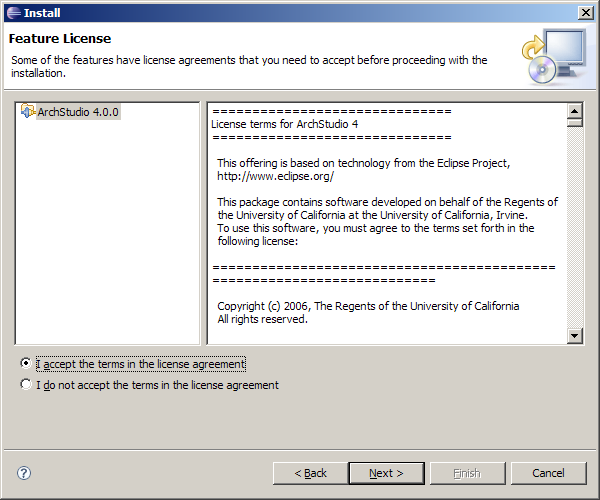 Install
Feature License
Some of the features have license agreements that you need to accept before proceeding with the
installation.
ArchStudio 4.0.0
==============================
License terms for ArchStudio 4
==============================
This offering is based on technology from the Eclipse Project,
http://www.eclipse.org/
This package contains software developed on behalf of the Regents of
the University of California at the University of California, Irvine.
To use this software, you must agree to the terms set forth in the
following license:
===========================================
============================
Copyright (c) 2006, The Regents of the University of California
All rights reserved.
I accept the terms in the license agreement
I do not accept the terms in the license agreement
?
< Back
Next >
Finish
Cancel